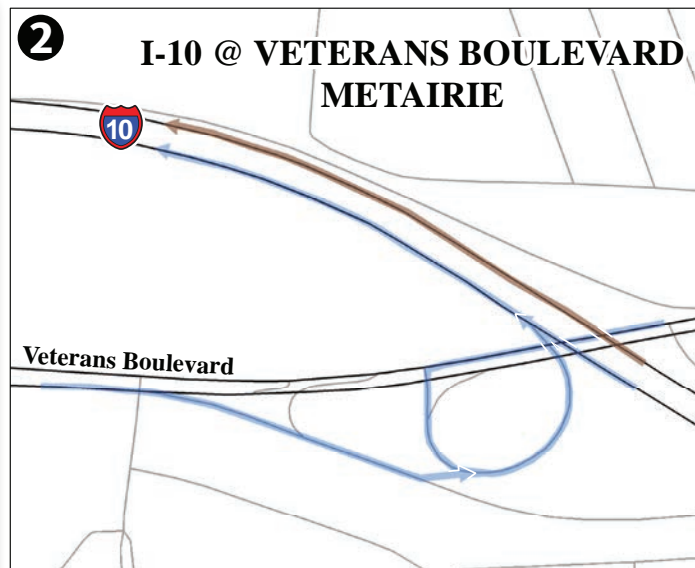 2
I-10 @ VETERANS BOULEVARD
METAIRIE
10
Veterans Boulevard